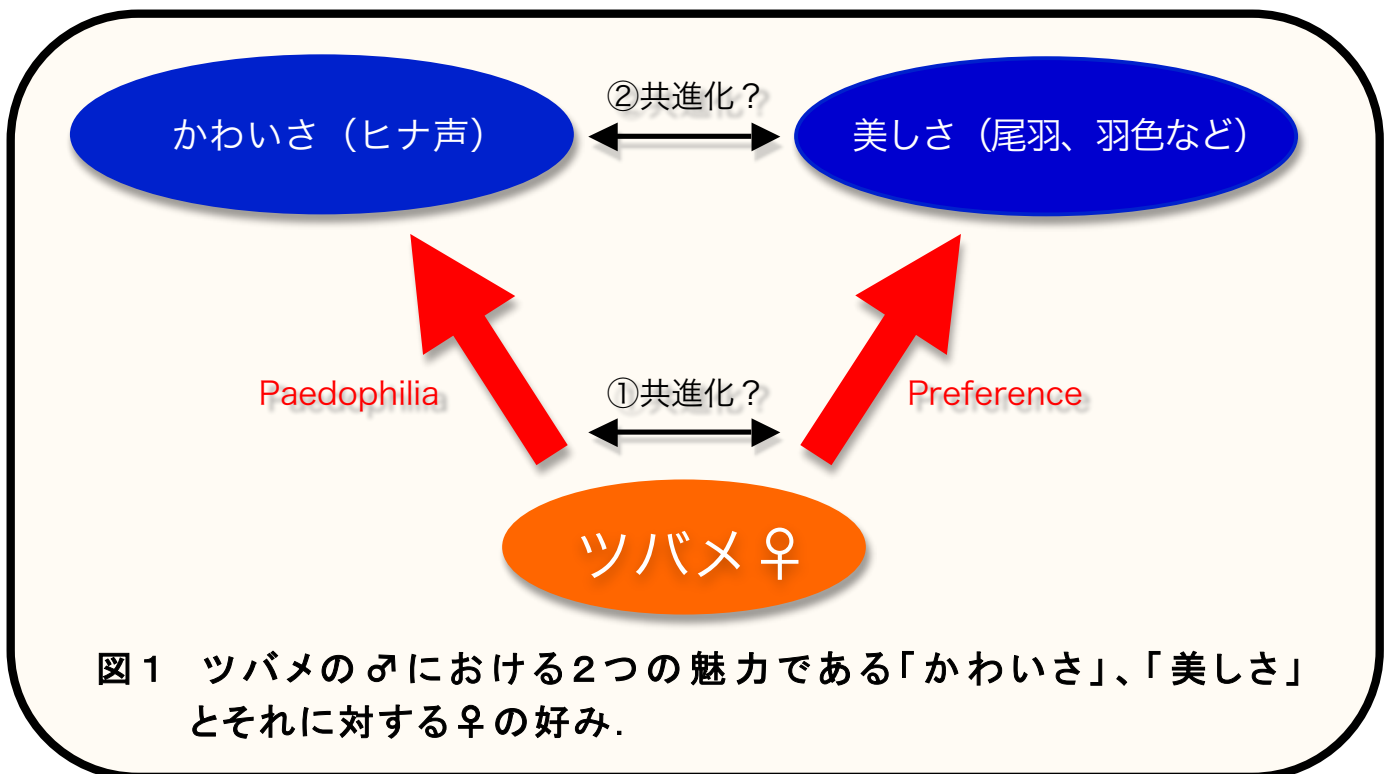 ②共進化？
かわいさ（ヒナ声）
美しさ（尾羽、羽色など）
Paedophilia
①共進化？
Preference
ツバメ♀
図１　ツバメの♂における２つの魅力である「かわいさ」、「美しさ」
とそれに対する♀の好み.